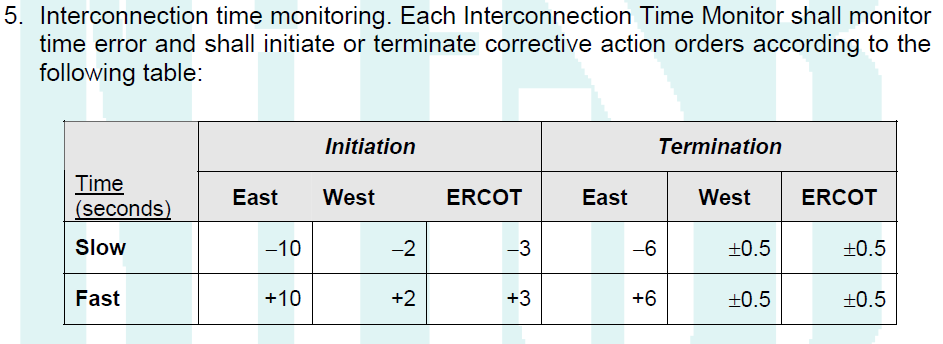 5. Interconnection time monitoring. Each Interconnection Time Monitor shall monitor
time error and shall initiate or terminate corrective action orders according to the
following table:
Initiation Termination
Time
(seconds) East West ERCOT East West ERCOT
Slow –10 –2 –3 –6 ±0.5 ±0.5
Fast +10 +2 +3 +6 ±0.5 ±0.5